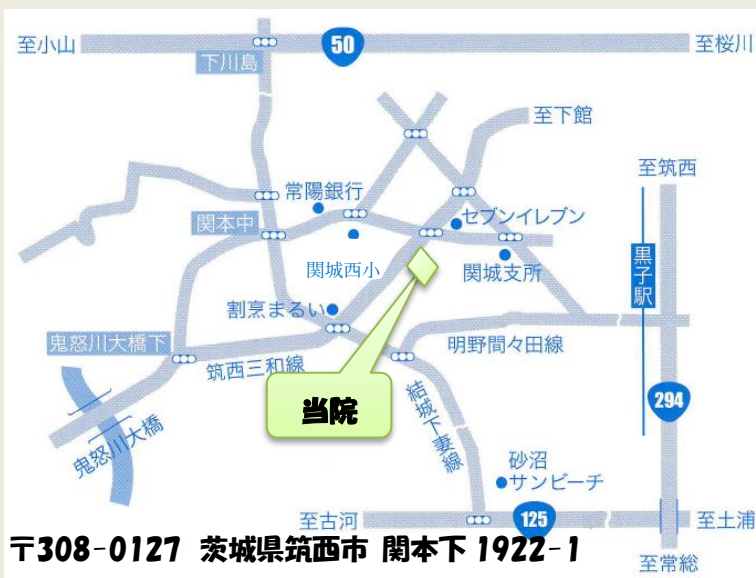 至小山
50
至桜川
下川島
至下館
至筑西
常陽銀行
セブンイレブン
関本中
関城西小
関城支所
黒子駅
割烹まるい
鬼怒川大橋下
明野間々田線
筑西三和線
294
当院
結城下妻線
鬼怒川大橋
砂沼
サンビーチ
至古河
125
至土浦
〒308-0127 茨城県筑西市 関本下 1922-1
至常総